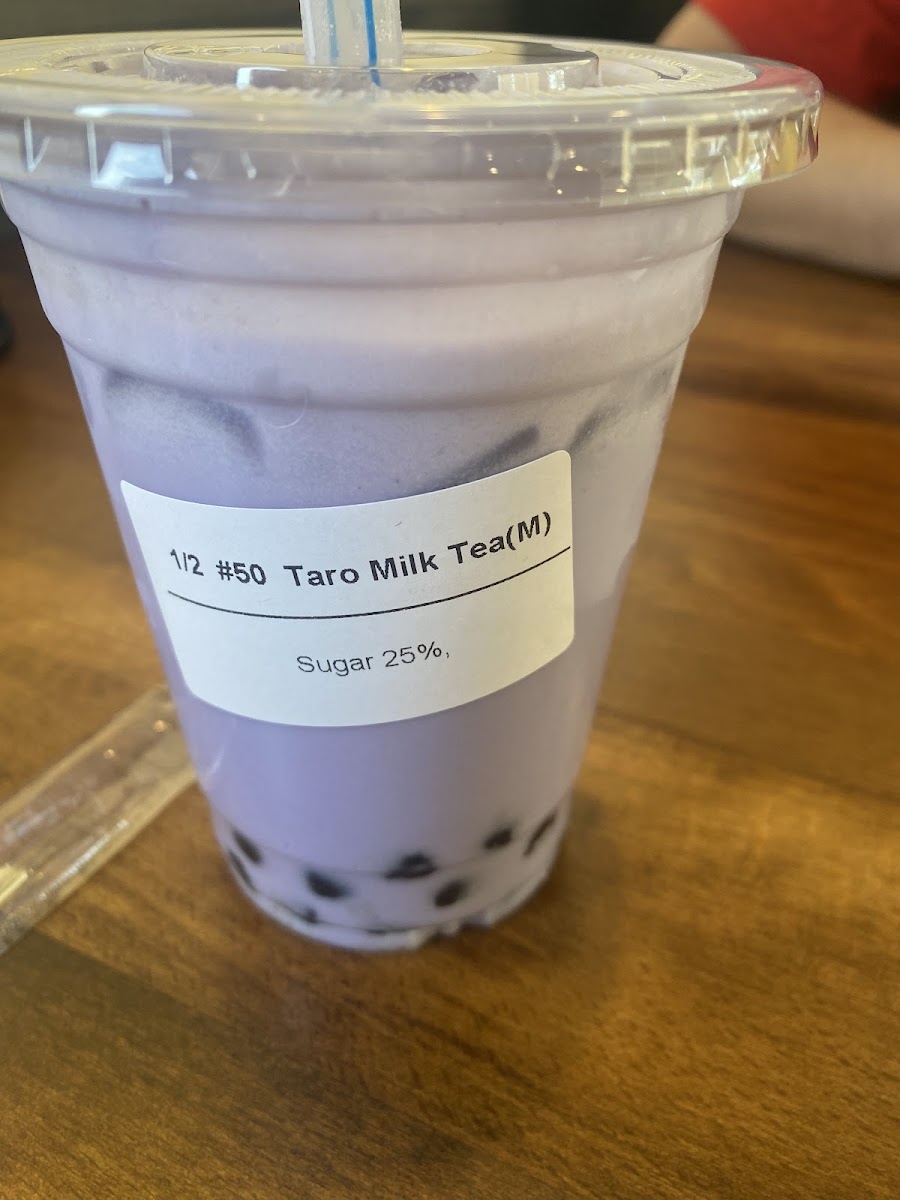 1/2 #50 Taro Milk Tea(M)
Sugar 25%,